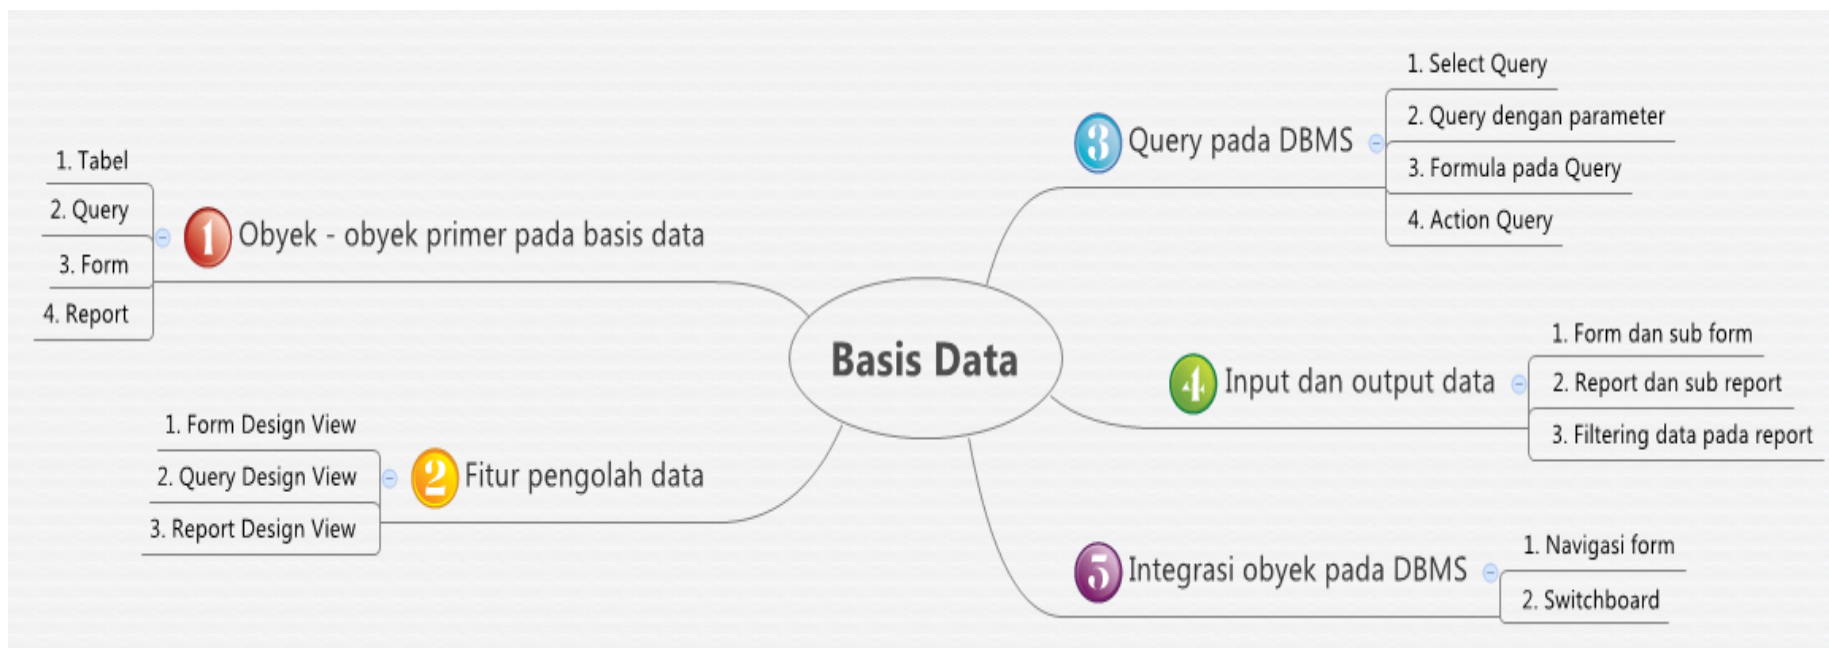 Basis Data
1 Obyek - obyek primer pada basis data
1. Tabel
2. Query
3. Form
4. Report
2 Fitur pengolah data
1. Form Design View
2. Query Design View
3. Report Design View
3 Query pada DBMS
1. Select Query
2. Query dengan parameter
3. Formula pada Query
4. Action Query
4 Input dan output data
1. Form dan sub form
2. Report dan sub report
3. Filtering data pada report
5 Integrasi obyek pada DBMS
1. Navigasi form
2. Switchboard